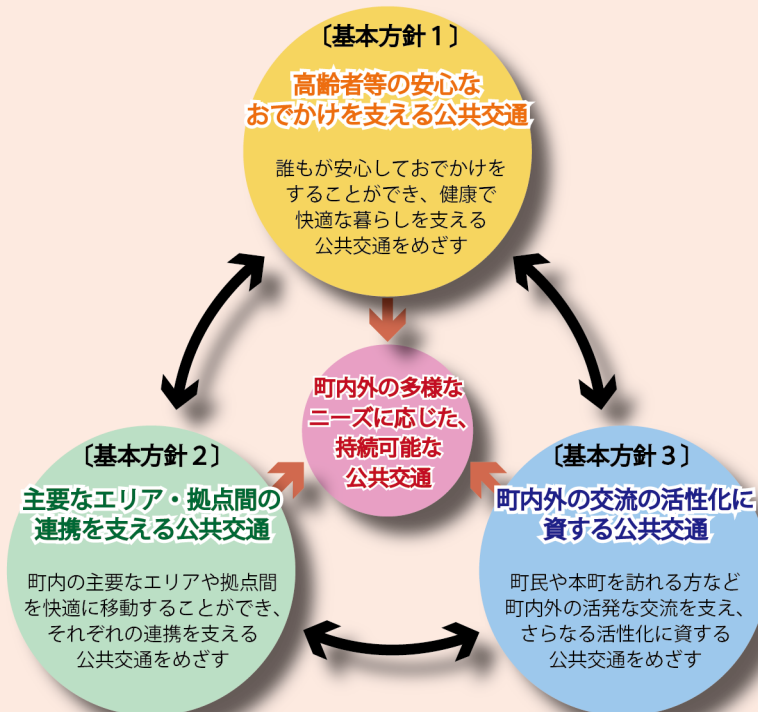 〔基本方針1〕
高齢者等の安心な
おでかけを支える公共交通
誰もが安心しておでかけを
することができ、健康で
快適な暮らしを支える
公共交通をめざす
町内外の多様な
ニーズに応じた、
持続可能な
公共交通
〔基本方針2〕
主要なエリア・拠点間の
連携を支える公共交通
町内の主要なエリアや拠点間
を快適に移動することができ、
それぞれの連携を支える
公共交通をめざす
〔基本方針3〕
町内外の交流の活性化に
資する公共交通
町民や本町を訪れる方など
町内外の活発な交流を支え、
さらなる活性化に資する
公共交通をめざす